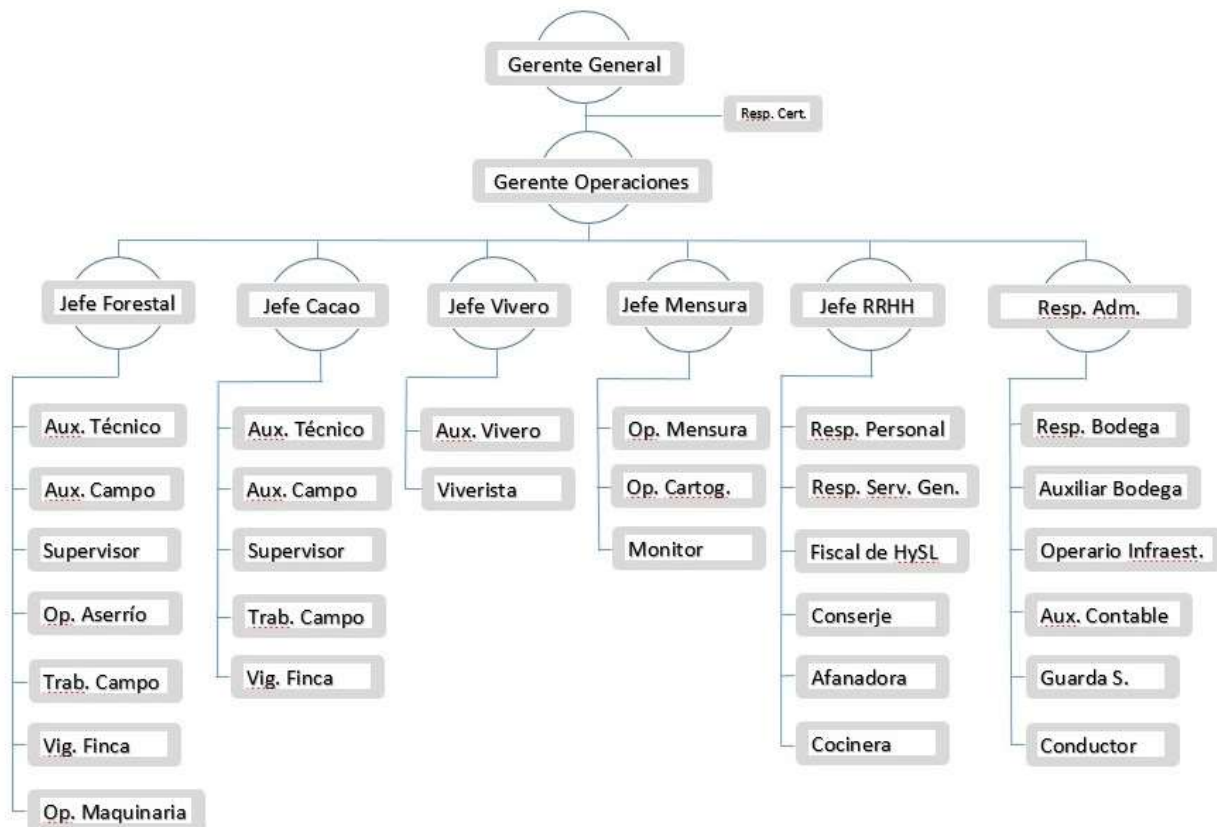 Gerente General
Resp. Cert.
Gerente Operaciones
Jefe Forestal
Jefe Cacao
Jefe Vivero
Jefe Mensura
Jefe RRHH
Resp. Adm.
Aux. Técnico
Aux. Campo
Supervisor
Op. Aserrío
Trab. Campo
Vig. Finca
Op. Maquinaria
Aux. Técnico
Aux. Campo
Supervisor
Trab. Campo
Vig. Finca
Aux. Vivero
Viverista
Op. Mensura
Op. Cartog.
Monitor
Resp. Personal
Resp. Serv. Gen.
Fiscal de HySL
Conserje
Afanadora
Cocinera
Resp. Bodega
Auxiliar Bodega
Operario Infraest.
Aux. Contable
Guarda S.
Conductor